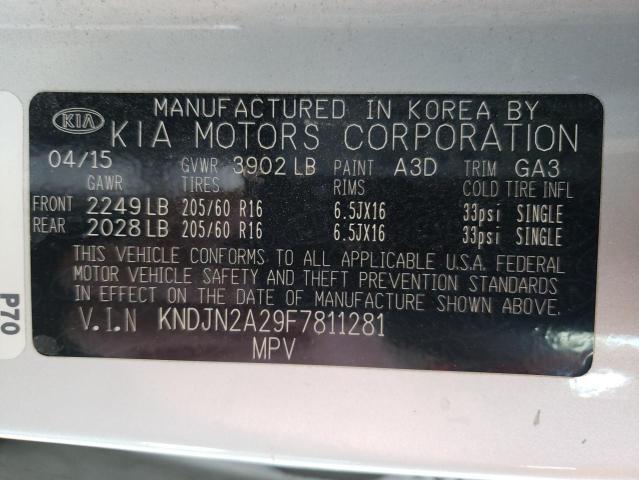 MANUFACTURED IN KOREA BY
KIA KIA MOTORS CORPORATION
04/15 GVWR 3902 LB PAINT A3D TRIM GA3
GAWR TIRES RIMS COLD TIRE INFL
FRONT 2249 LB 205/60 R16 6.5JX16 33psi SINGLE
REAR 2028 LB 205/60 R16 6.5JX16 33psi SINGLE
THIS VEHICLE CONFORMS TO ALL APPLICABLE U.S.A. FEDERAL
MOTOR VEHICLE SAFETY AND THEFT PREVENTION STANDARDS
IN EFFECT ON THE DATE OF MANUFACTURE SHOWN ABOVE.
V.I.N KNDJN2A29F7811281
MPV
P70